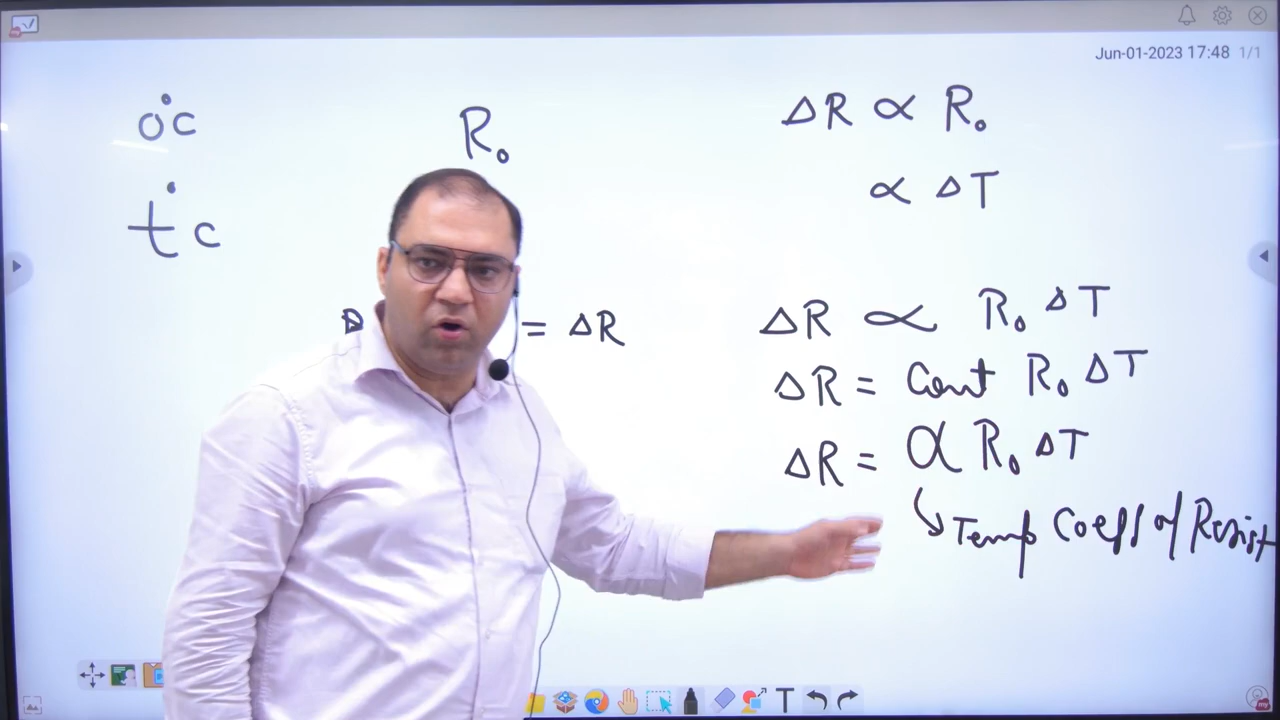 Jun-01-2023 17:48 1/1
0°C
R₀
t°C
= ΔR
ΔR ∝ R₀
∝ ΔT
ΔR ∝ R₀ ΔT
ΔR = Cont R₀ ΔT
ΔR = α R₀ ΔT
Temp Coeff of Resist